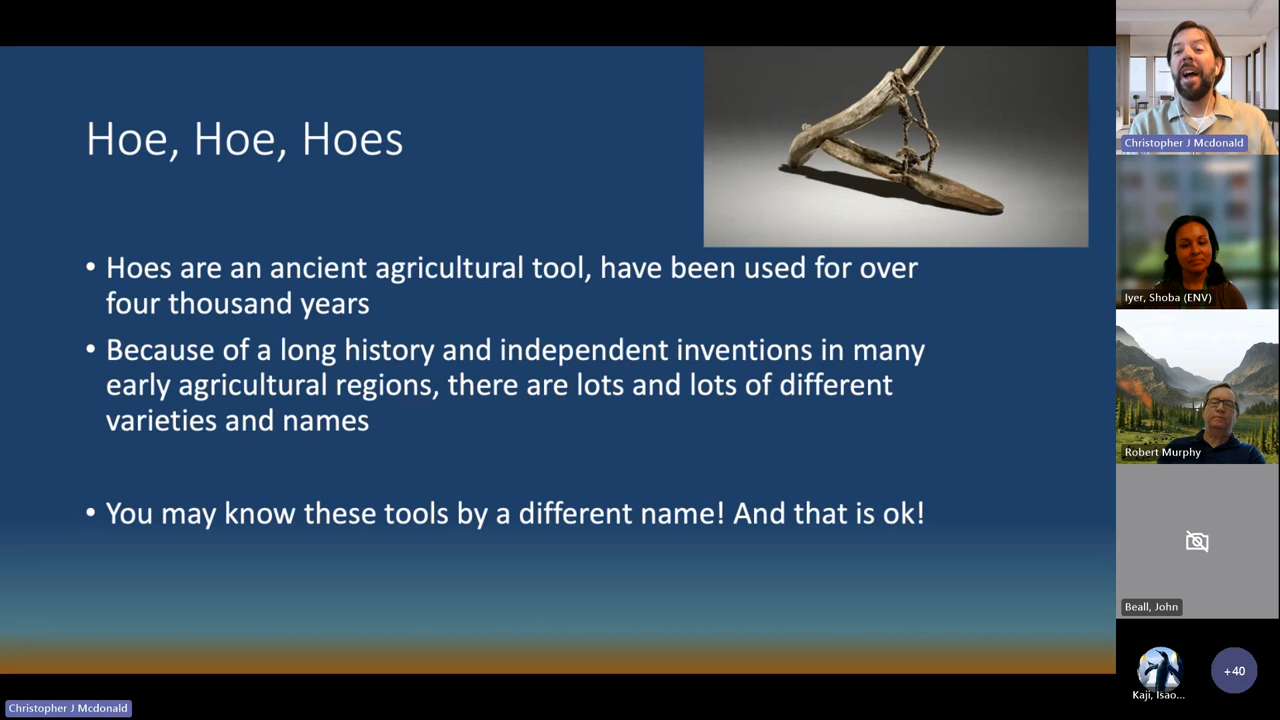 Hoe, Hoe, Hoes
• Hoes are an ancient agricultural tool, have been used for over
four thousand years
• Because of a long history and independent inventions in many
early agricultural regions, there are lots and lots of different
varieties and names
• You may know these tools by a different name! And that is ok!
Christopher J Mcdonald
Christopher J Mcdonald
Iyer, Shoba (ENV)
Robert Murphy
Beall, John
Kaji, Isao...
+40